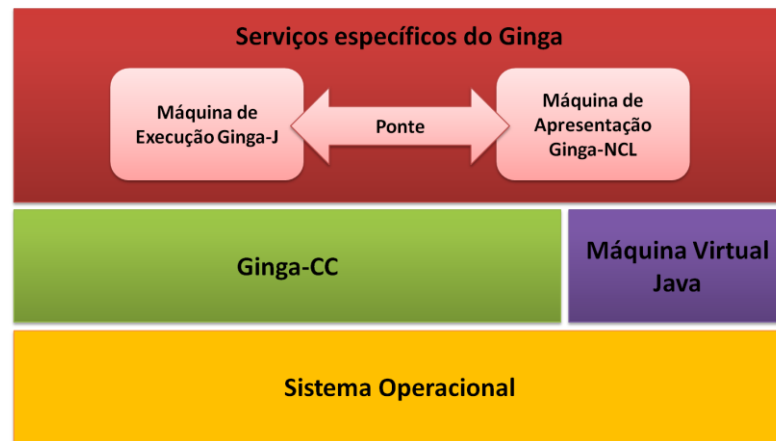 Serviços específicos do Ginga
Máquina de
Execução Ginga-J
Ponte
Máquina de
Apresentação
Ginga-NCL
Ginga-CC
Máquina Virtual
Java
Sistema Operacional